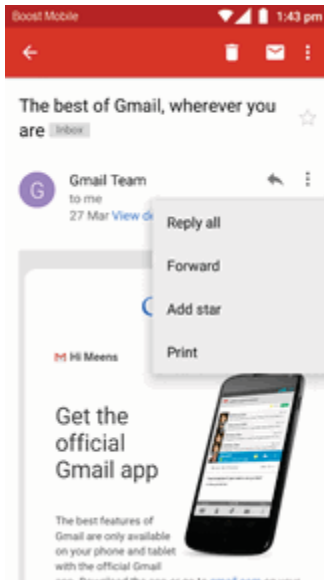 Boost Mobile 1:43 pm
The best of Gmail, wherever you
are Inbox
G Gmail Team
to me
27 Mar View de
Reply all
Forward
Add star
Print
Hi Meens
Get the
official
Gmail app
The best features of
Gmail are only available
on your phone and tablet
with the official Gmail